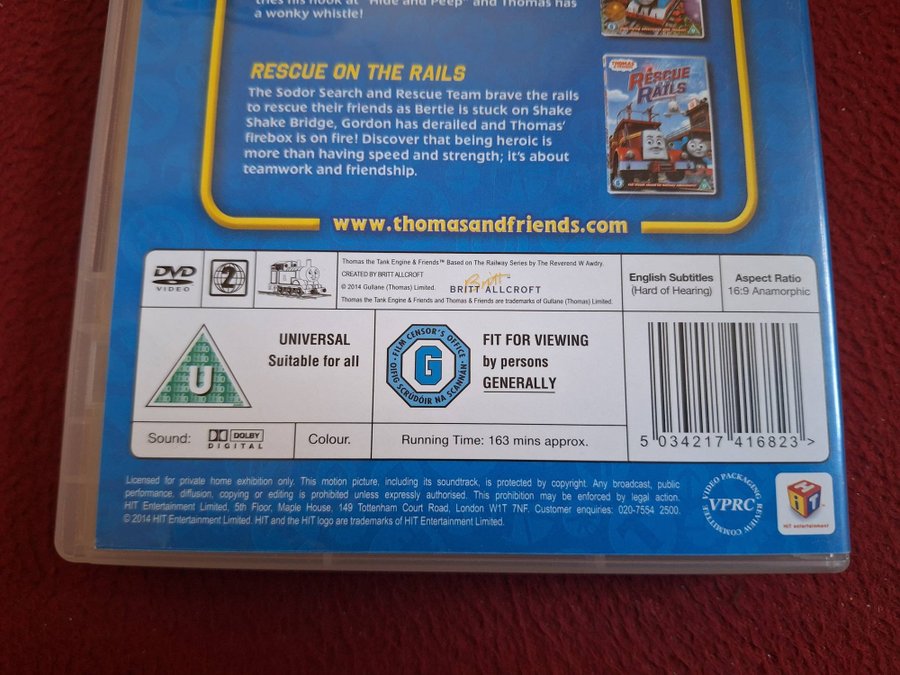 tries his hook at "Hide and Peep" and Thomas has
a wonky whistle!
RESCUE ON THE RAILS
The Sodor Search and Rescue Team brave the rails
to rescue their friends as Bertie is stuck on Shake
Shake Bridge, Gordon has derailed and Thomas'
firebox is on fire! Discover that being heroic is
more than having speed and strength; it's about
teamwork and friendship.
THOMAS
RESCUE
ON THE
RAILS
www.thomasandfriends.com
DVD
VIDEO
2
Thomas the Tank Engine & Friends™ Based on The Railway Series by The Reverend W Awdry.
CREATED BY BRITT ALLCROFT
© 2014 Gullane (Thomas) Limited.
Britt
BRITT ALLCROFT
Thomas the Tank Engine & Friends and Thomas & Friends are trademarks of Gullane (Thomas) Limited.
English Subtitles
(Hard of Hearing)
Aspect Ratio
16:9 Anamorphic
U
UNIVERSAL
Suitable for all
FILM CENSOR'S OFFICE
G
OIFIG SCRÚDÓIR NA SCANNÁN
FIT FOR VIEWING
by persons
GENERALLY
5 034217 416823 >
Sound:
DOLBY
DIGITAL
Colour.
Running Time: 163 mins approx.
Licensed for private home exhibition only. This motion picture, including its soundtrack, is protected by copyright. Any broadcast, public
performance, diffusion, copying or editing is prohibited unless expressly authorised. This prohibition may be enforced by legal action.
HIT Entertainment Limited, 5th Floor, Maple House, 149 Tottenham Court Road, London W1T 7NF. Customer enquiries: 020-7554 2500.
© 2014 HIT Entertainment Limited. HIT and the HIT logo are trademarks of HIT Entertainment Limited.
VIDEO PACKAGING
REVIEW COMMITTEE
VPRC
HiT
HiT entertainment